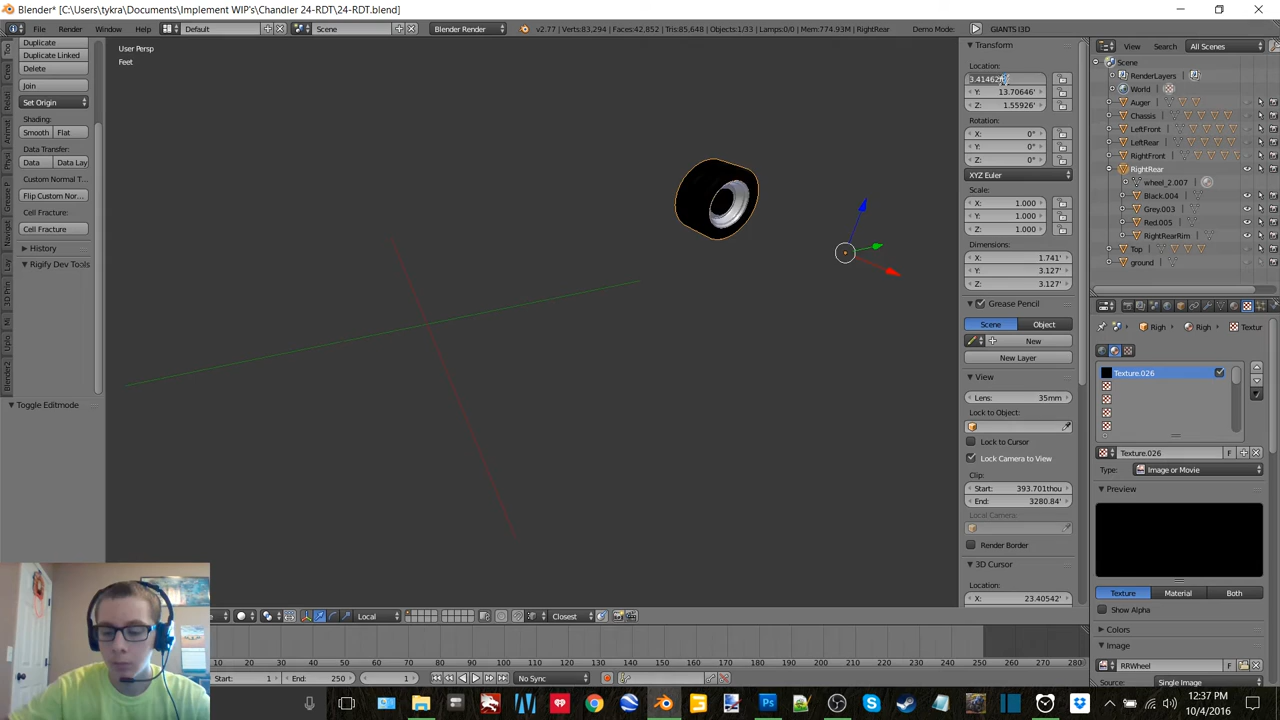 Blender* [C:\Users\tykra\Documents\Implement WIP's\Chandler 24-RDT\24-RDT.blend]
File Render Window Help Default Scene Blender Render v2.77 | Verts:83,294 | Faces:42,852 | Tris:85,648 | Objects:1/33 | Lamps:0/0 | Mem:774.93M | RightRear Demo Mode: GIANTS I3D
Duplicate
Duplicate Linked
Delete
Join
Set Origin
Shading:
Smooth Flat
Data Transfer:
Data Data Lay
Custom Normal T...
Flip Custom Nor...
Cell Fracture:
Cell Fracture
History
Rigify Dev Tools
Toggle Editmode
User Persp
Feet
Transform
Location:
3.41462
Y: 13.70646'
Z: 1.55926'
Rotation:
X: 0°
Y: 0°
Z: 0°
XYZ Euler
Scale:
X: 1.000
Y: 1.000
Z: 1.000
Dimensions:
X: 1.741'
Y: 3.127'
Z: 3.127'
Grease Pencil
Scene Object
New
New Layer
View
Lens: 35mm
Lock to Object:
Lock to Cursor
Lock Camera to View
Clip:
Start: 393.701thou
End: 3280.84'
Local Camera:
Render Border
3D Cursor
Location:
X: 23.40542'
View Search All Scenes
Scene
RenderLayers
World
Auger
Chassis
LeftFront
LeftRear
RightFront
RightRear
wheel_2.007
Black.004
Grey.003
Red.005
RightRearRim
Top
ground
Righ Righ Textur
Texture.026
Texture.026 F
Type: Image or Movie
Preview
Texture Material Both
Show Alpha
Colors
Image
RRWheel F
Source: Single Image
Local Closest
10 20 30 40 50 60 70 80 90 100 110 120 130 140 150 160 170 180 190 200 210 220 230 240 250 260 270 280
Start: 1 End: 250 1 No Sync
12:37 PM
10/4/2016